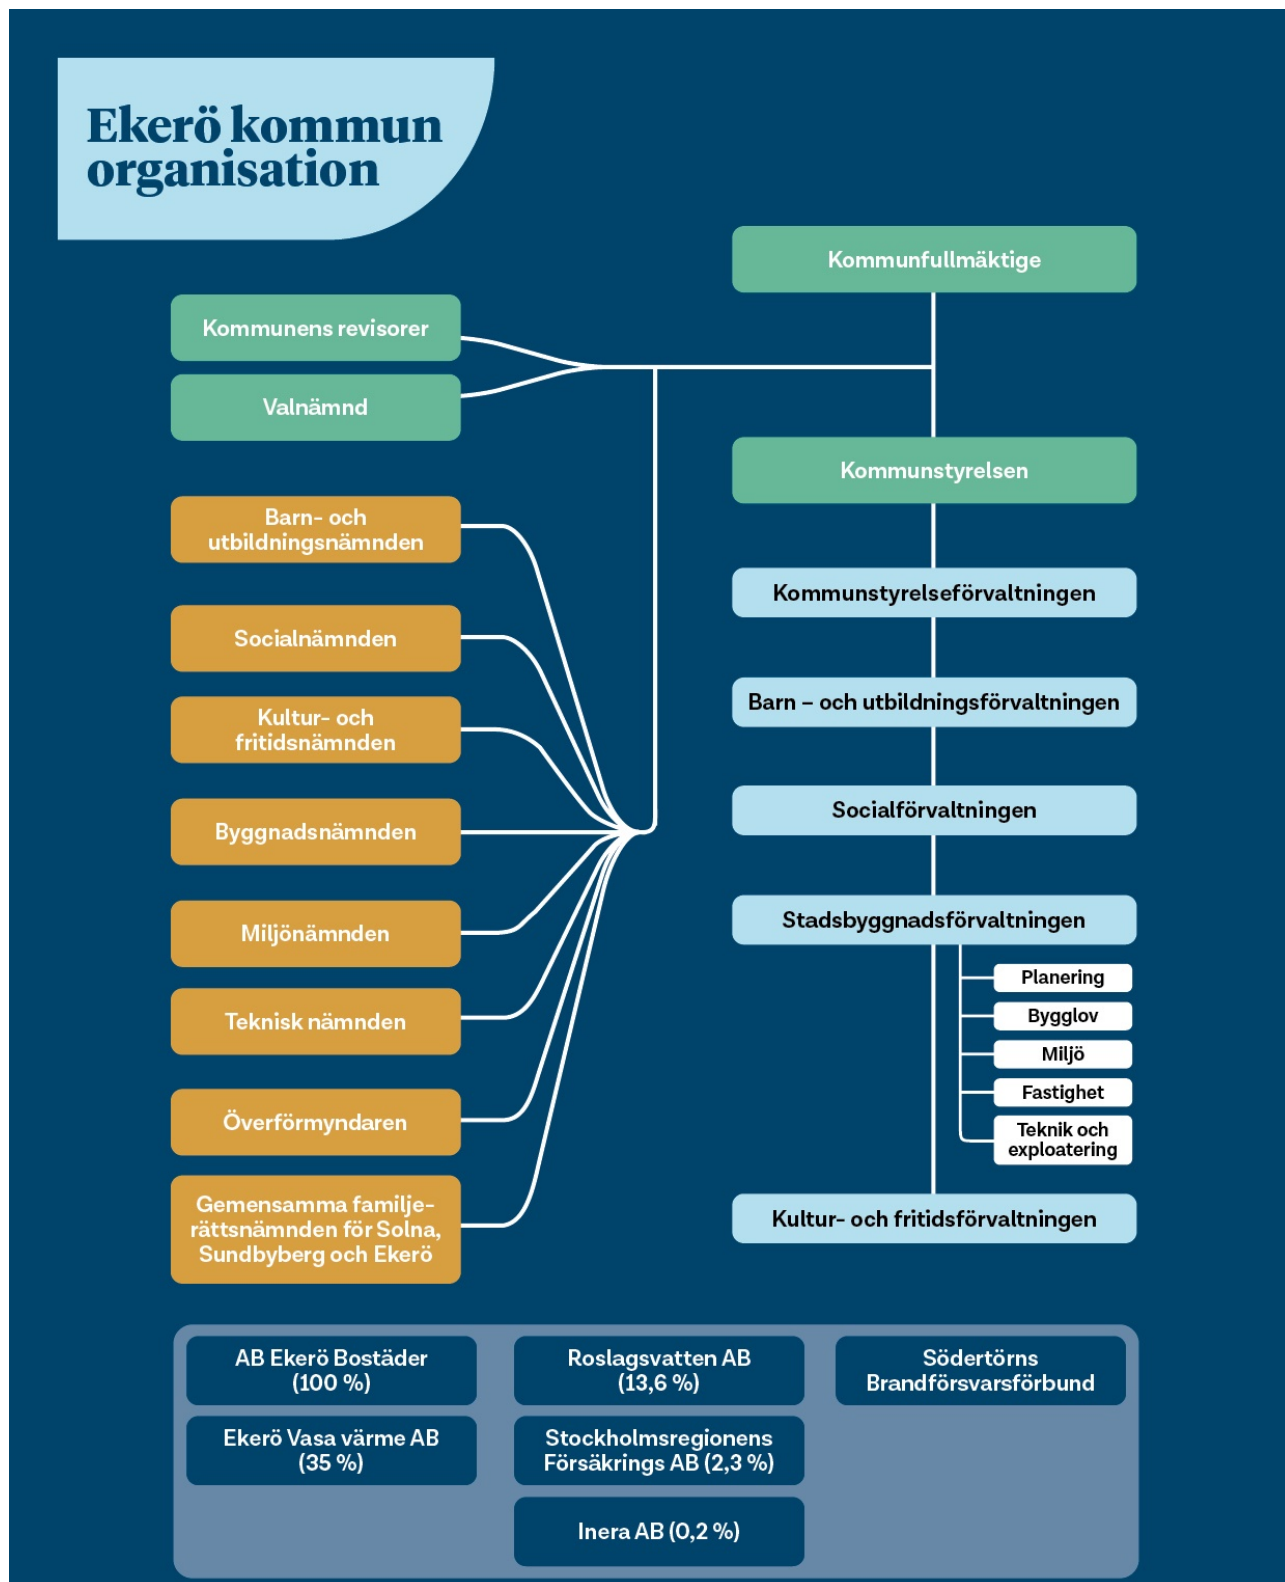 Ekerö kommun
organisation
Kommunfullmäktige
Kommunens revisorer
Valnämnd
Kommunstyrelsen
Barn- och
utbildningsnämnden
Socialnämnden
Kultur- och
fritidsnämnden
Byggnadsnämnden
Miljönämnden
Teknisk nämnden
Överförmyndaren
Gemensamma familje-
rättsnämnden för Solna,
Sundbyberg och Ekerö
Kommunstyrelseförvaltningen
Barn – och utbildningsförvaltningen
Socialförvaltningen
Stadsbyggnadsförvaltningen
Planering
Bygglov
Miljö
Fastighet
Teknik och
exploatering
Kultur- och fritidsförvaltningen
AB Ekerö Bostäder
(100 %)
Ekerö Vasa värme AB
(35 %)
Roslagsvatten AB
(13,6 %)
Stockholmsregionens
Försäkrings AB (2,3 %)
Inera AB (0,2 %)
Södertörns
Brandförsvarsförbund